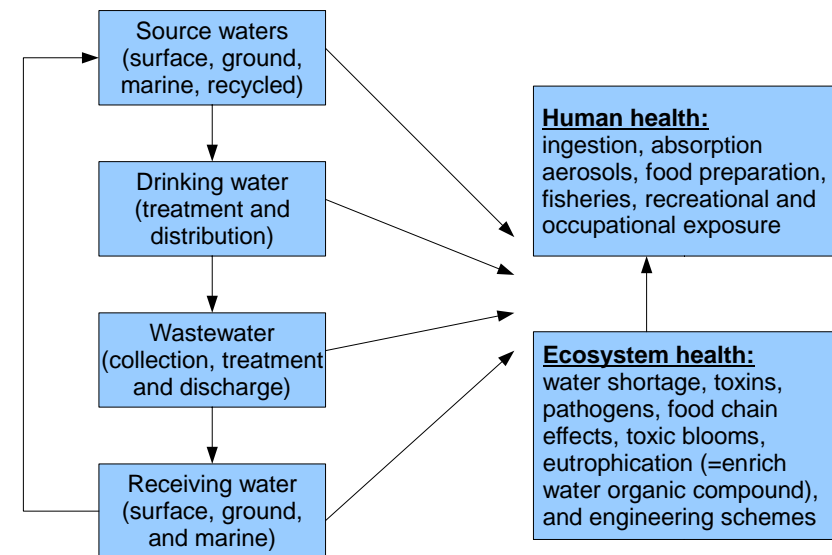 Source waters
(surface, ground,
marine, recycled)
Drinking water
(treatment and
distribution)
Wastewater
(collection, treatment
and discharge)
Receiving water
(surface, ground,
and marine)
Human health:
ingestion, absorption
aerosols, food preparation,
fisheries, recreational and
occupational exposure
Ecosystem health:
water shortage, toxins,
pathogens, food chain
effects, toxic blooms,
eutrophication (=enrich
water organic compound),
and engineering schemes